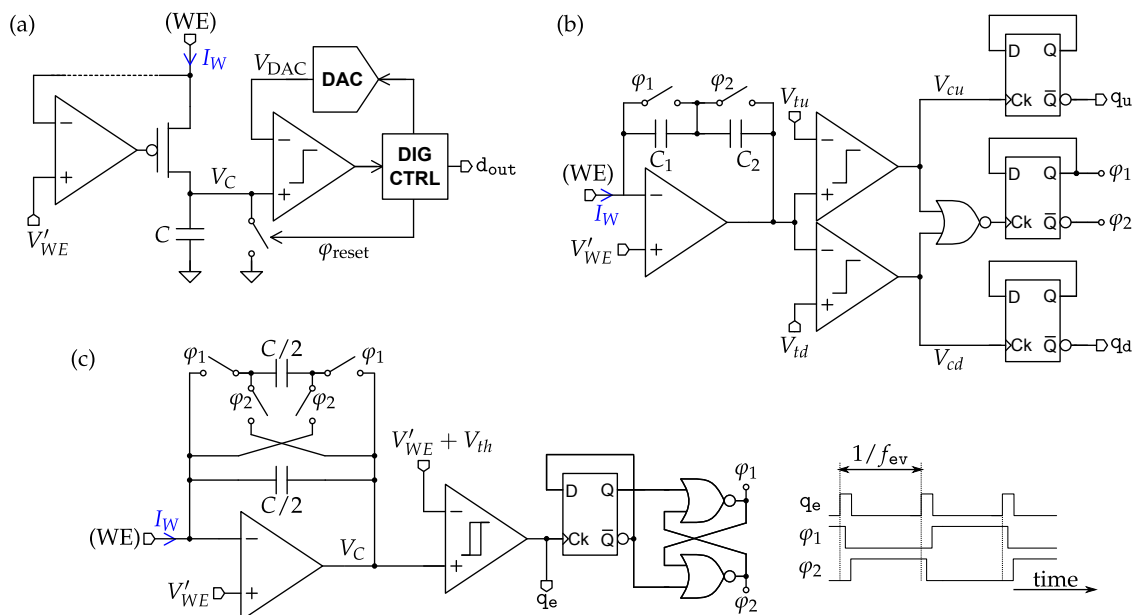 (a)
(WE)
I_W
V_DAC
DAC
−
+
−
+
DIG
CTRL
d_out
V_C
C
V'_WE
φ_reset
(b)
φ_1
φ_2
C_1
C_2
(WE)
I_W
−
+
V'_WE
V_tu
−
+
−
+
V_td
V_cu
V_cd
D
Q
Ck
Q̅
q_u
D
Q
φ_1
Ck
Q̅
φ_2
D
Q
Ck
Q̅
q_d
(c)
φ_1
C/2
φ_1
φ_2
φ_2
C/2
(WE)
I_W
−
+
V'_WE
V_C
V'_WE + V_th
−
+
D
Q
Ck
Q̅
q_e
φ_1
φ_2
1/f_ev
q_e
φ_1
φ_2
time